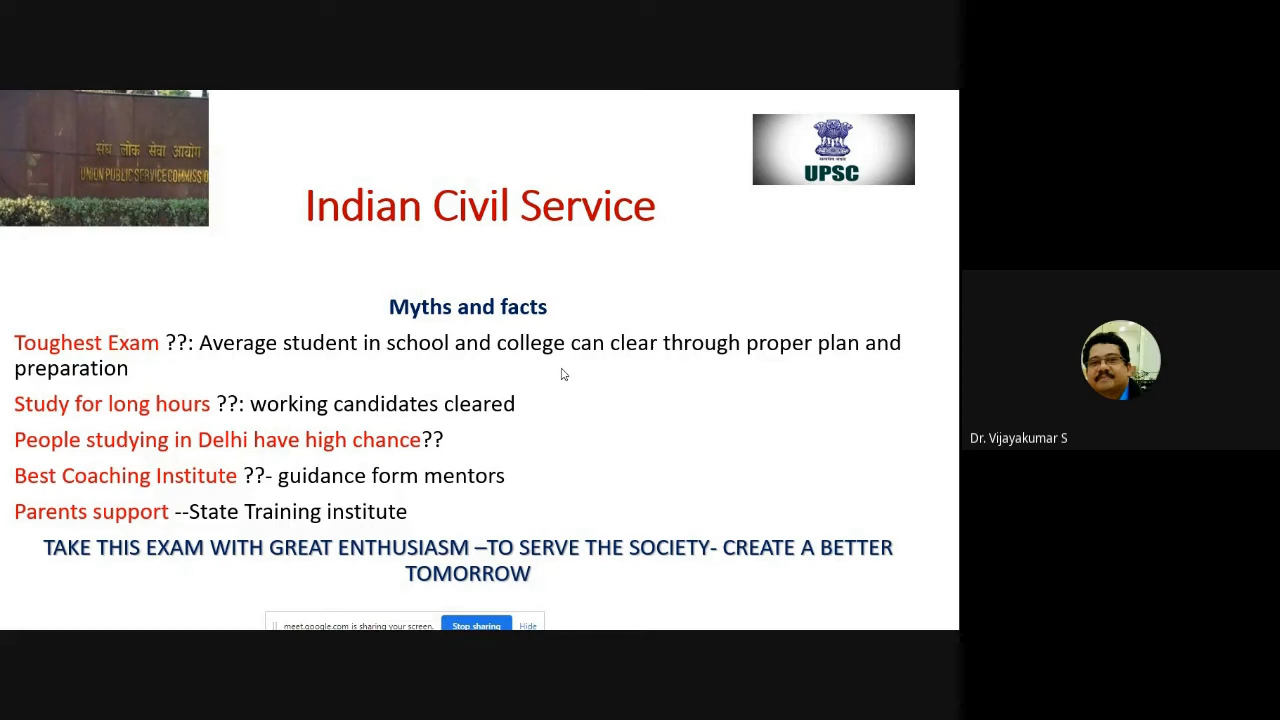 संघ लोक सेवा आयोग
UNION PUBLIC SERVICE COMMISSIO
UPSC
Indian Civil Service
Myths and facts
Toughest Exam ??: Average student in school and college can clear through proper plan and
preparation
Study for long hours ??: working candidates cleared
People studying in Delhi have high chance??
Best Coaching Institute ??- guidance form mentors
Parents support --State Training institute
TAKE THIS EXAM WITH GREAT ENTHUSIASM –TO SERVE THE SOCIETY- CREATE A BETTER
TOMORROW
meet.google.com is sharing your screen. Stop sharing Hide
Dr. Vijayakumar S